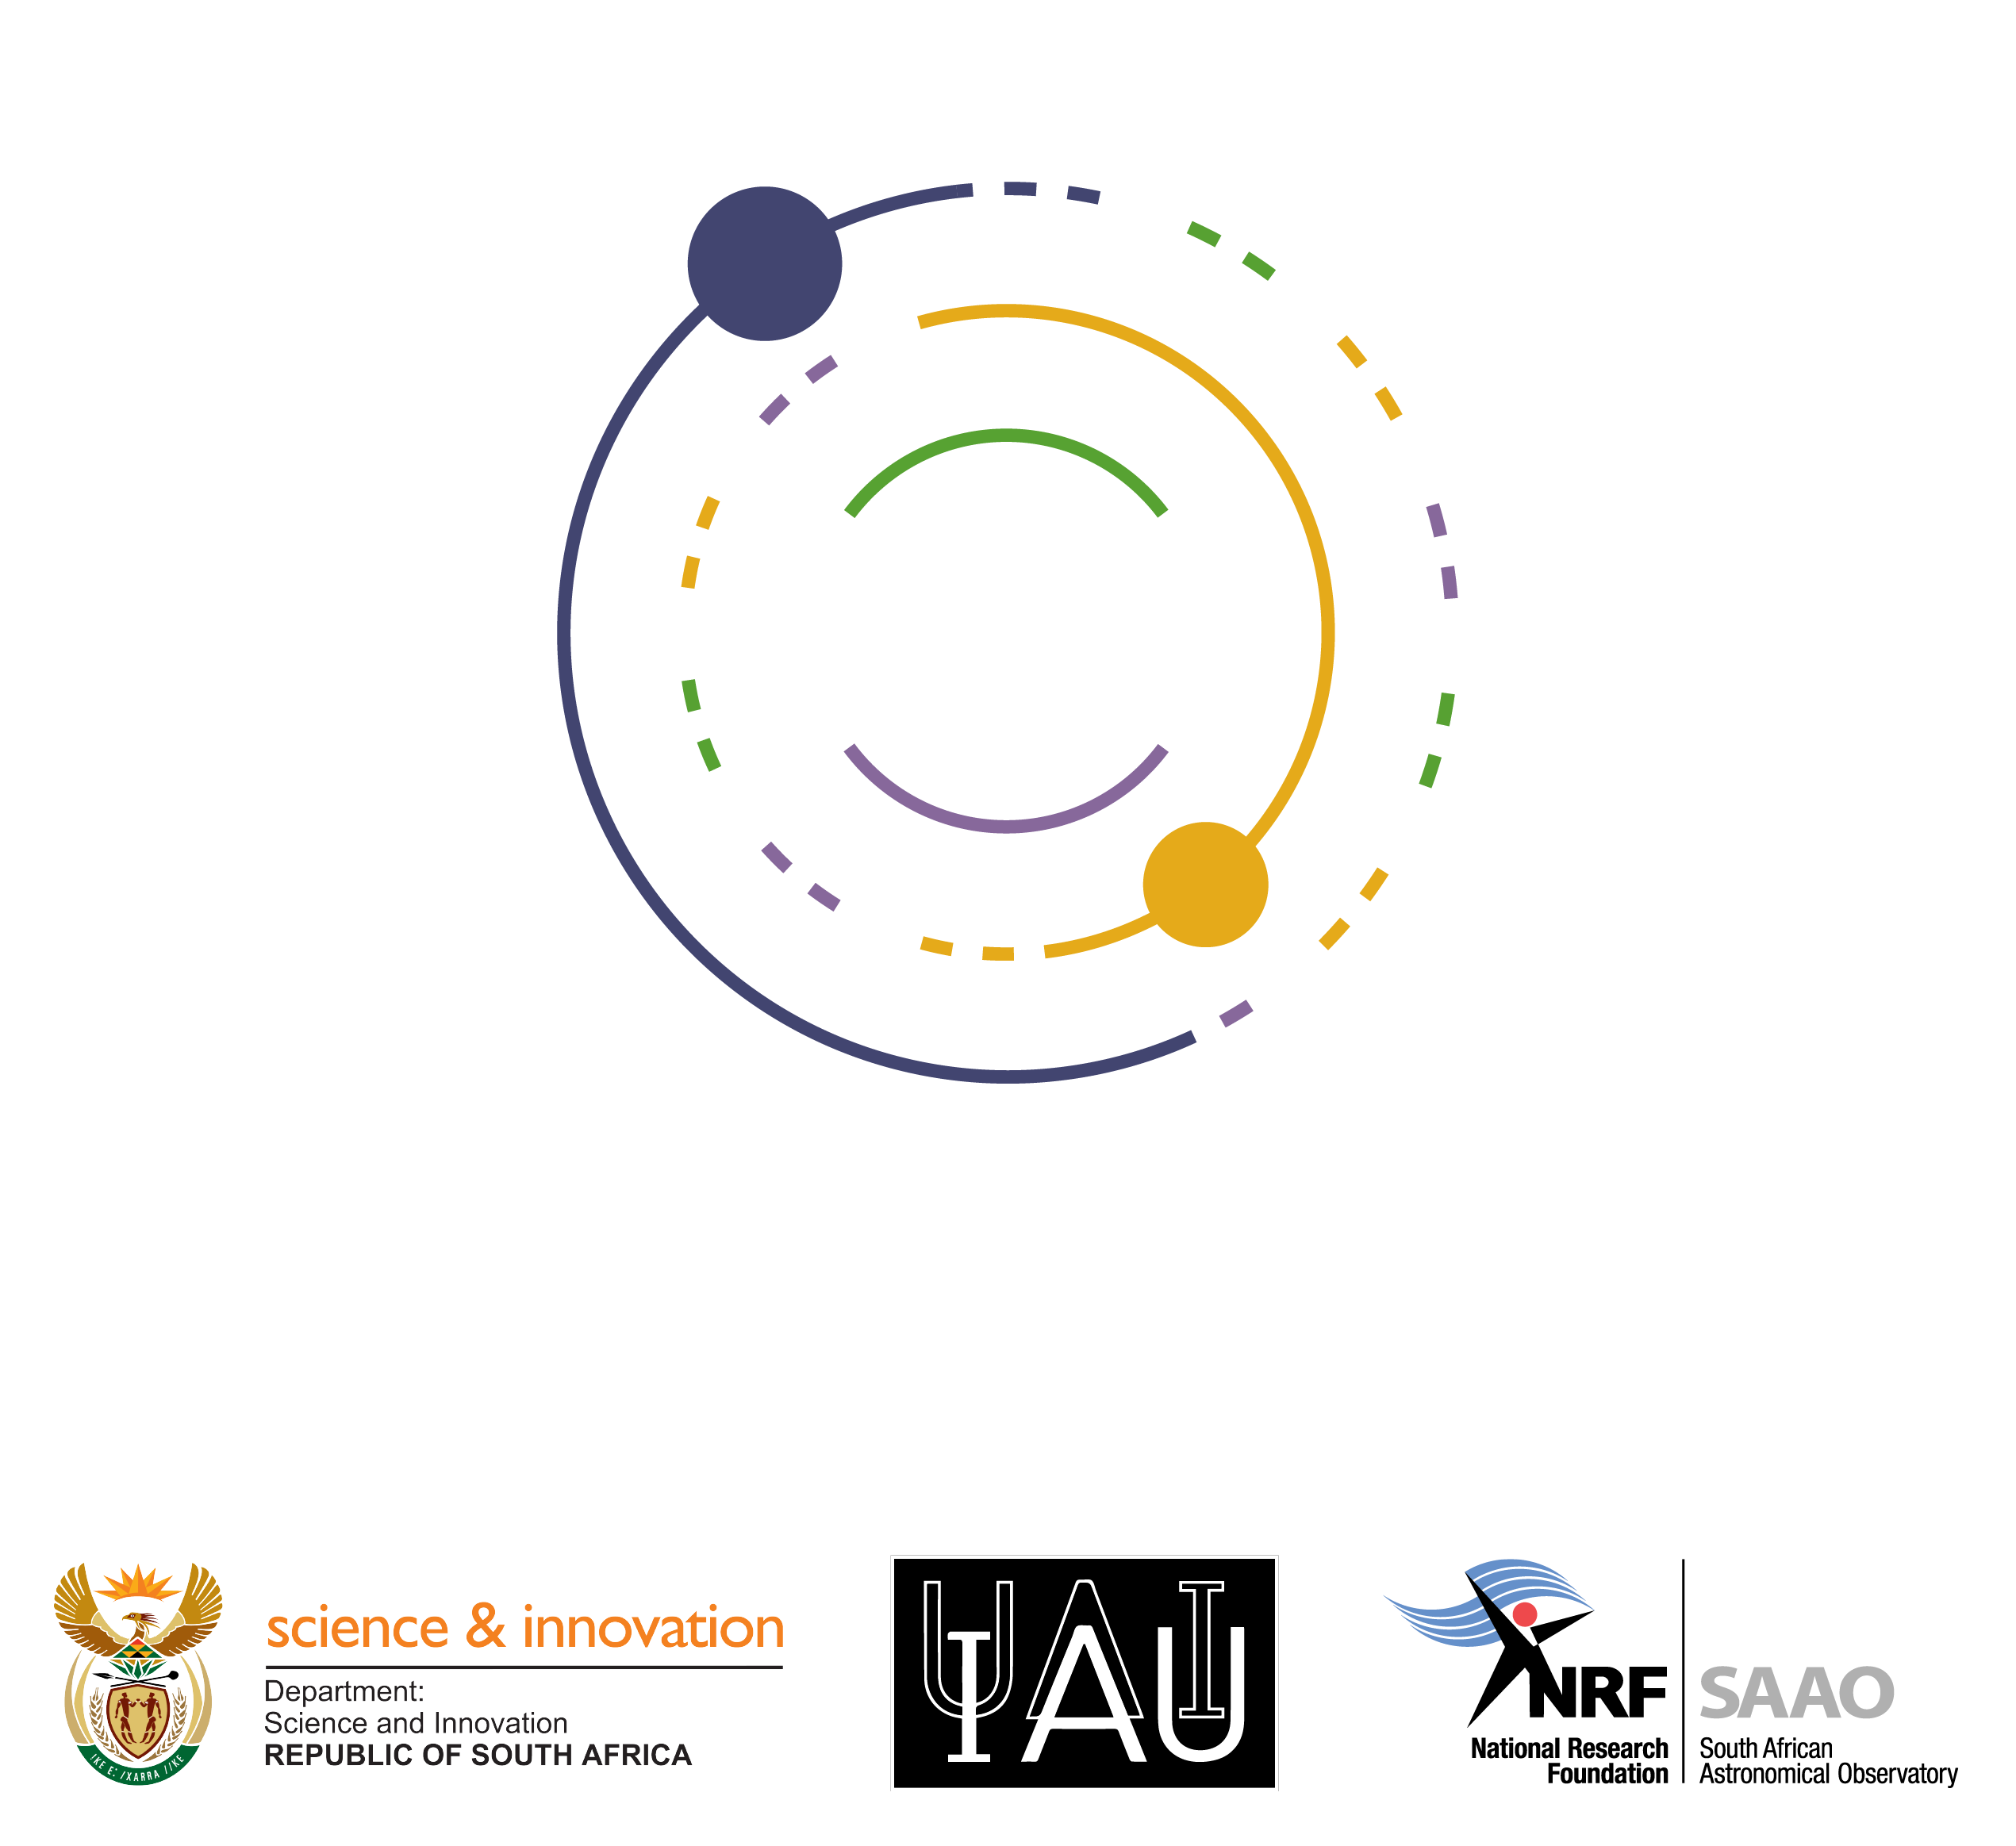 science & innovation
Department:
Science and Innovation
REPUBLIC OF SOUTH AFRICA
!KE E: /XARRA //KE
IAU
NRF
National Research
Foundation
SAAO
South African
Astronomical Observatory